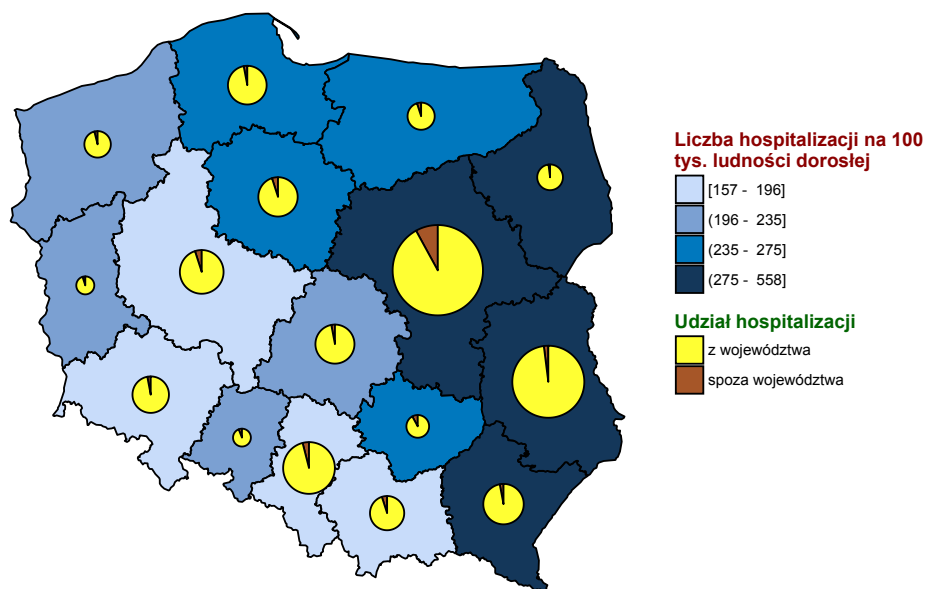 Liczba hospitalizacji na 100
tys. ludności dorosłej
[157 - 196]
(196 - 235]
(235 - 275]
(275 - 558]
Udział hospitalizacji
z województwa
spoza województwa